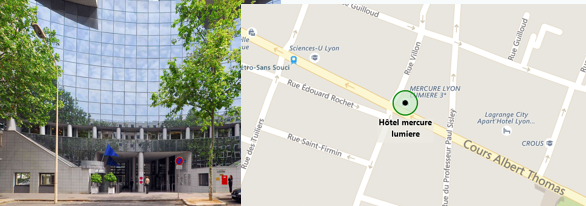 e Guilloud
Rue Guilloud
Rue Villon
Sciences-U Lyon
tro-Sans Souci
Rue Édouard Rochet
MERCURE LYON
UMIERE 3*
Hôtel mercure
lumiere
Lagrange City
Apart'Hotel Lyon...
CROUS
Rue des Tuiliers
Rue Saint-Firmin
ue du Professeur Paul Sisley
Cours Albert Thomas